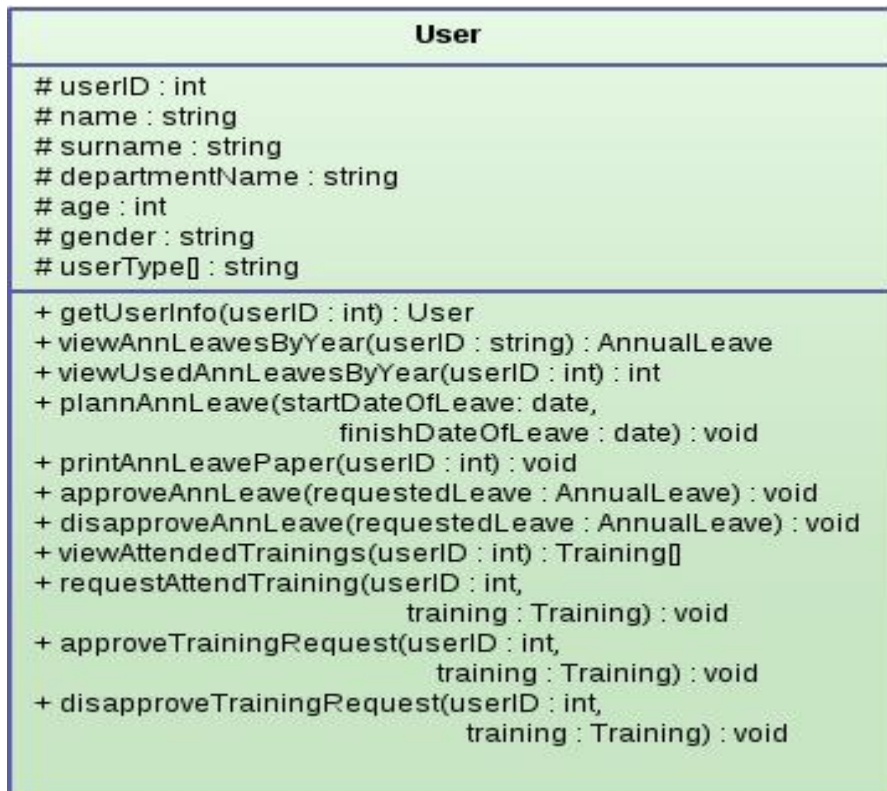 User
# userID : int
# name : string
# surname : string
# departmentName : string
# age : int
# gender : string
# userType[] : string
+ getUserInfo(userID : int) : User
+ viewAnnLeavesByYear(userID : string) : AnnualLeave
+ viewUsedAnnLeavesByYear(userID : int) : int
+ plannAnnLeave(startDateOfLeave: date,
finishDateOfLeave : date) : void
+ printAnnLeavePaper(userID : int) : void
+ approveAnnLeave(requestedLeave : AnnualLeave) : void
+ disapproveAnnLeave(requestedLeave : AnnualLeave) : void
+ viewAttendedTrainings(userID : int) : Training[]
+ requestAttendTraining(userID : int,
training : Training) : void
+ approveTrainingRequest(userID : int,
training : Training) : void
+ disapproveTrainingRequest(userID : int,
training : Training) : void